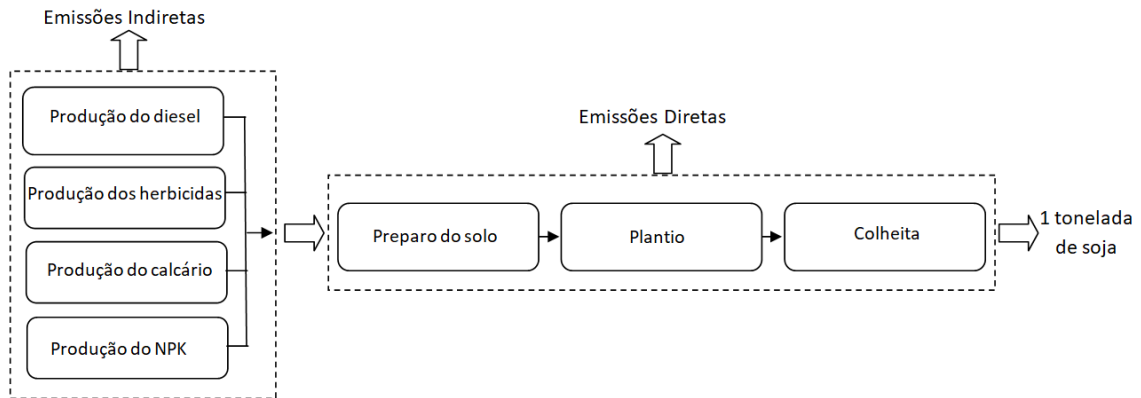 Emissões Indiretas
Produção do diesel
Produção dos herbicidas
Produção do calcário
Produção do NPK
Emissões Diretas
Preparo do solo
Plantio
Colheita
1 tonelada
de soja